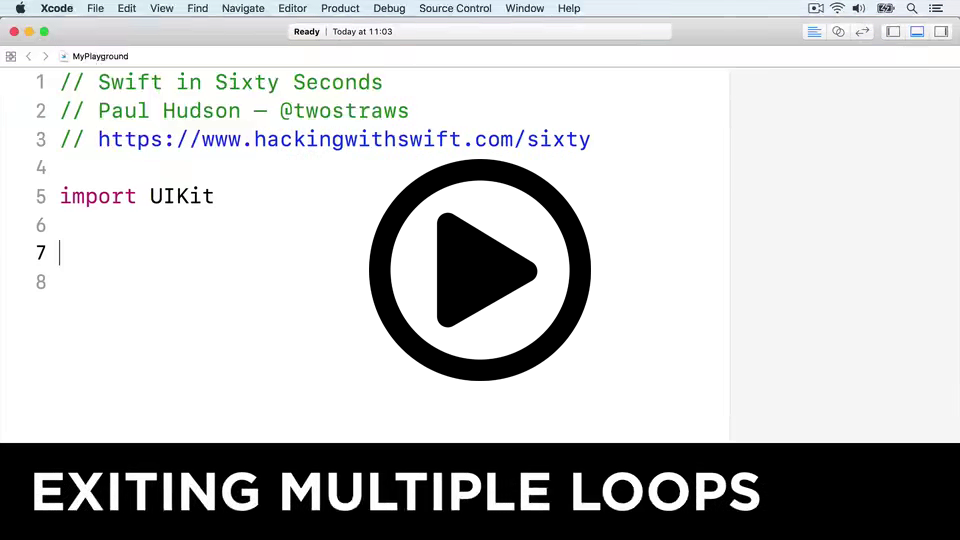 Xcode File Edit View Find Navigate Editor Product Debug Source Control Window Help
Ready | Today at 11:03
MyPlayground
1 // Swift in Sixty Seconds
2 // Paul Hudson — @twostraws
3 // https://www.hackingwithswift.com/sixty
4
5 import UIKit
6
7
8
EXITING MULTIPLE LOOPS